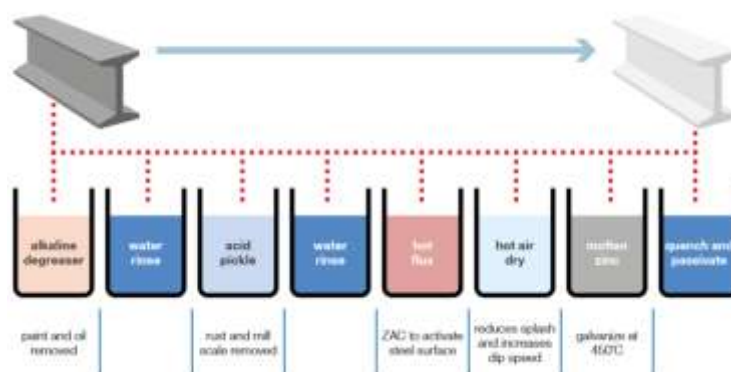 alkaline
degreaser
water
rinse
acid
pickle
water
rinse
hot
flux
hot air
dry
molten
zinc
quench and
passivate
paint and oil
removed
rust and mill
scale removed
ZAC to activate
steel surface
reduces splash
and increases
dip speed
galvanize at
450°C